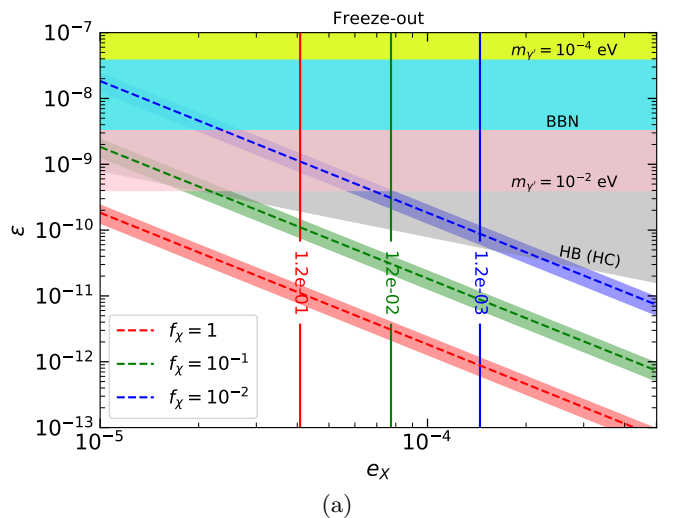 Freeze-out
10⁻⁷
10⁻⁸
10⁻⁹
10⁻¹⁰
10⁻¹¹
10⁻¹²
10⁻¹³
ε
m_γ′ = 10⁻⁴ eV
BBN
m_γ′ = 10⁻² eV
HB (HC)
1.2e-01
1.2e-02
1.2e-03
f_χ = 1
f_χ = 10⁻¹
f_χ = 10⁻²
10⁻⁵
10⁻⁴
e_X
(a)